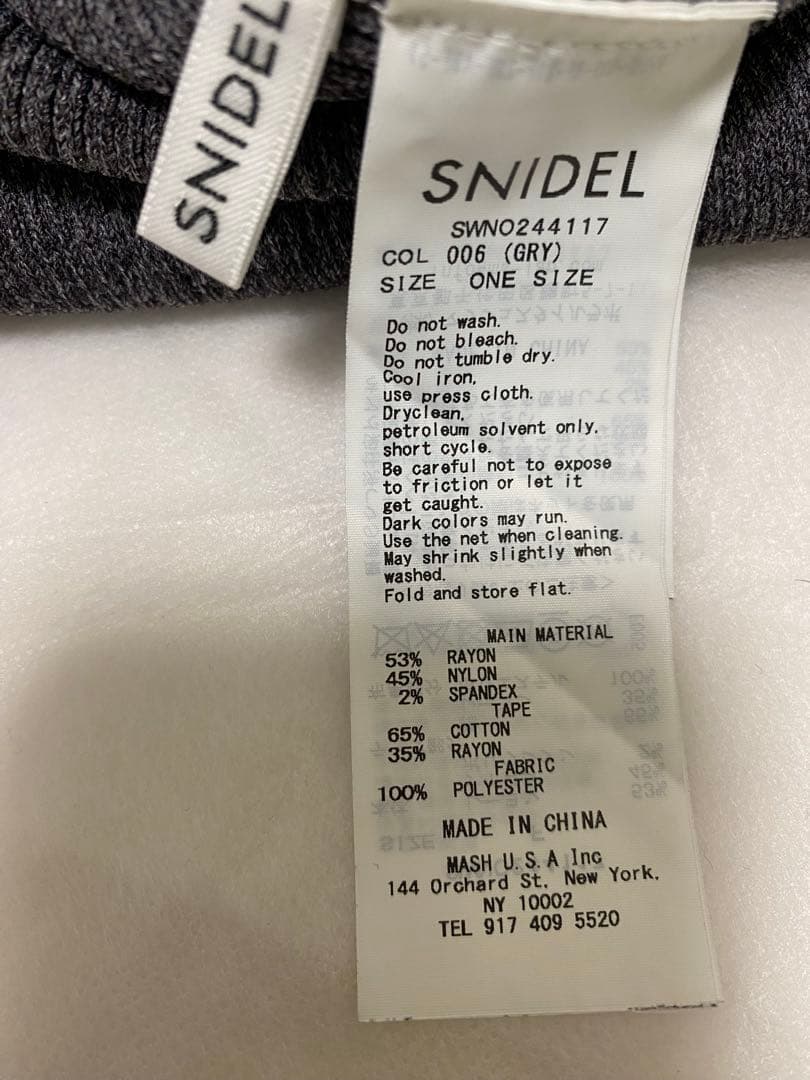 SNIDEL
SNIDEL
SWNO244117
COL 006 (GRY)
SIZE ONE SIZE
Do not wash.
Do not bleach.
Do not tumble dry.
Cool iron,
use press cloth.
Dryclean,
petroleum solvent only.
short cycle.
Be careful not to expose
to friction or let it
get caught.
Dark colors may run.
Use the net when cleaning.
May shrink slightly when
washed.
Fold and store flat.
MAIN MATERIAL
53% RAYON
45% NYLON
2% SPANDEX
TAPE
65% COTTON
35% RAYON
FABRIC
100% POLYESTER
MADE IN CHINA
MASH U.S.A Inc
144 Orchard St, New York.
NY 10002
TEL 917 409 5520